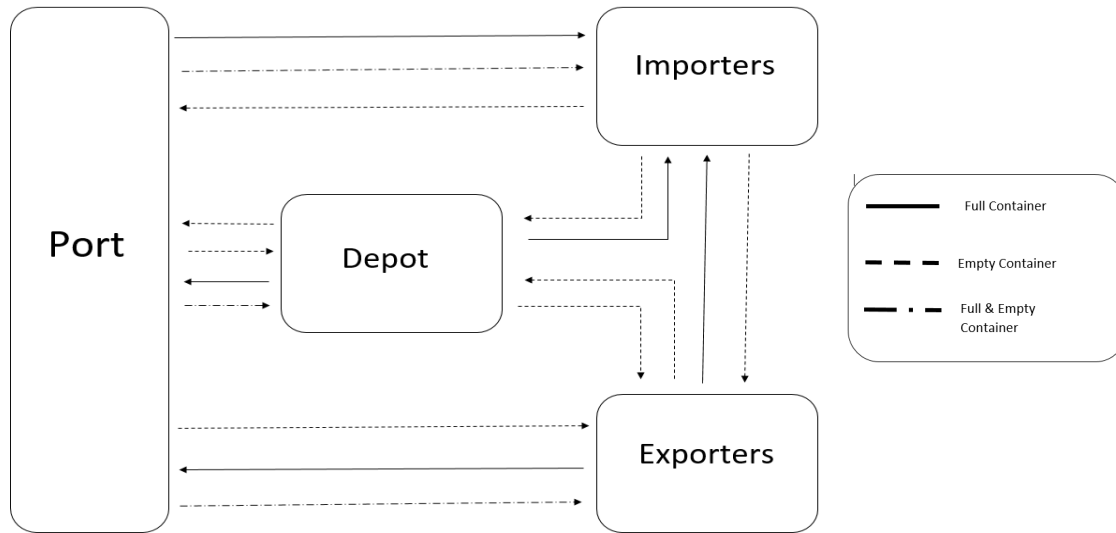 Importers
Port
Depot
Full Container
Empty Container
Full & Empty
Container
Exporters